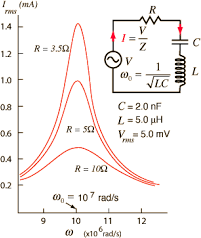 I rms (mA)
1.4
1.2
1.0
0.8
0.6
0.4
0.2
R = 3.5Ω
R = 5Ω
R = 10Ω
ω₀ = 10⁷ rad/s
8
9
10
11
12
ω (x10⁶ rad/s)
R
I = V/Z
V
C
L
ω₀ = 1/√LC
C = 2.0 nF
L = 5.0 μH
V rms = 5.0 mV